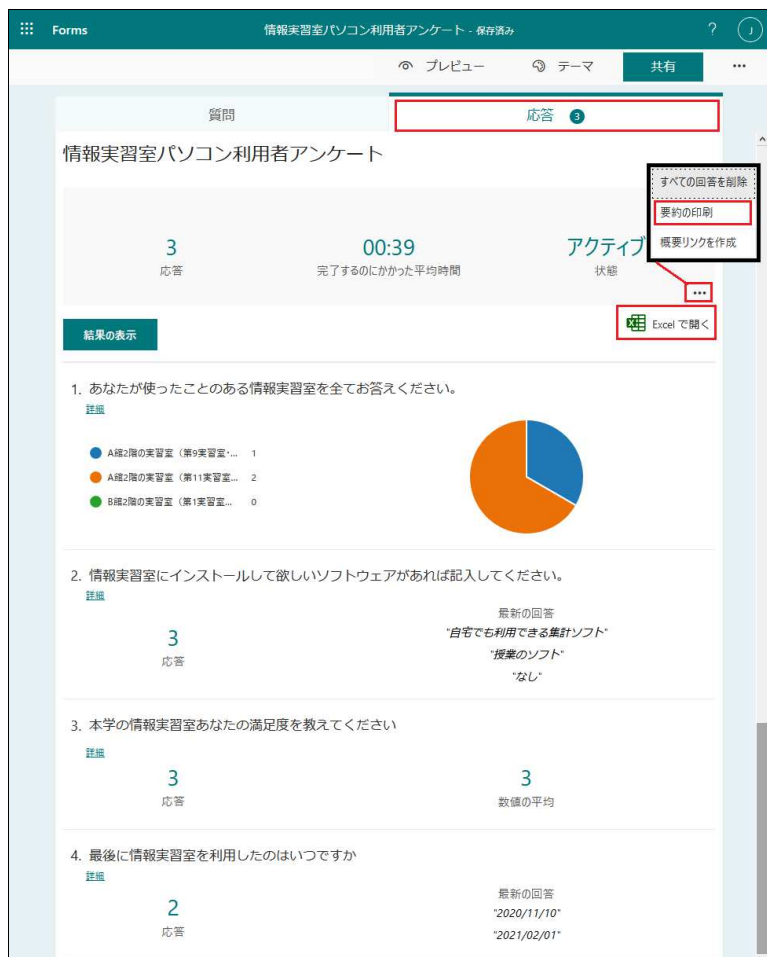 Forms
情報実習室パソコン利用者アンケート - 保存済み
?
J
プレビュー
テーマ
共有
...
質問
応答 3
情報実習室パソコン利用者アンケート
すべての回答を削除
要約の印刷
概要リンクを作成
3
応答
00:39
完了するのにかかった平均時間
アクティブ
状態
...
結果の表示
Excel で開く
1. あなたが使ったことのある情報実習室を全てお答えください。
詳細
A館2階の実習室（第9実習室・... 1
A館2階の実習室（第11実習室... 2
B館2階の実習室（第1実習室... 0
2. 情報実習室にインストールして欲しいソフトウェアがあれば記入してください。
詳細
3
応答
最新の回答
"自宅でも利用できる集計ソフト"
"授業のソフト"
"なし"
3. 本学の情報実習室あなたの満足度を教えてください
詳細
3
応答
3
数値の平均
4. 最後に情報実習室を利用したのはいつですか
詳細
2
応答
最新の回答
"2020/11/10"
"2021/02/01"